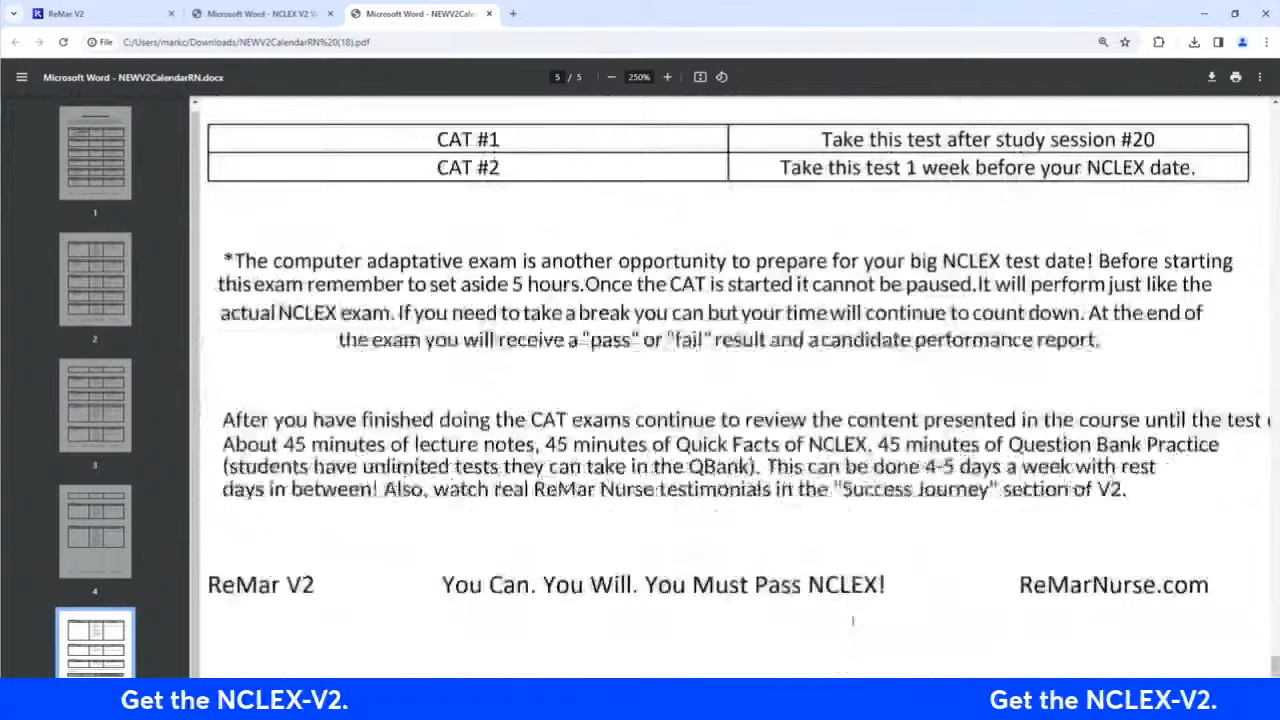 ReMar V2
Microsoft Word - NCLEX V2 V
Microsoft Word - NEWV2Cale
File
C:/Users/markc/Downloads/NEWV2CalendarRN%20(18).pdf
Microsoft Word - NEWV2CalendarRN.docx
5 / 5
250%
CAT #1 Take this test after study session #20
CAT #2 Take this test 1 week before your NCLEX date.
*The computer adaptative exam is another opportunity to prepare for your big NCLEX test date! Before starting
this exam remember to set aside 5 hours.Once the CAT is started it cannot be paused.It will perform just like the
actual NCLEX exam. If you need to take a break you can but your time will continue to count down. At the end of
the exam you will receive a "pass" or "fail" result and a candidate performance report.
After you have finished doing the CAT exams continue to review the content presented in the course until the test
About 45 minutes of lecture notes, 45 minutes of Quick Facts of NCLEX, 45 minutes of Question Bank Practice
(students have unlimited tests they can take in the QBank). This can be done 4-5 days a week with rest
days in between! Also, watch real ReMar Nurse testimonials in the "Success Journey" section of V2.
ReMar V2 You Can. You Will. You Must Pass NCLEX! ReMarNurse.com
1
2
3
4
Get the NCLEX-V2. Get the NCLEX-V2.